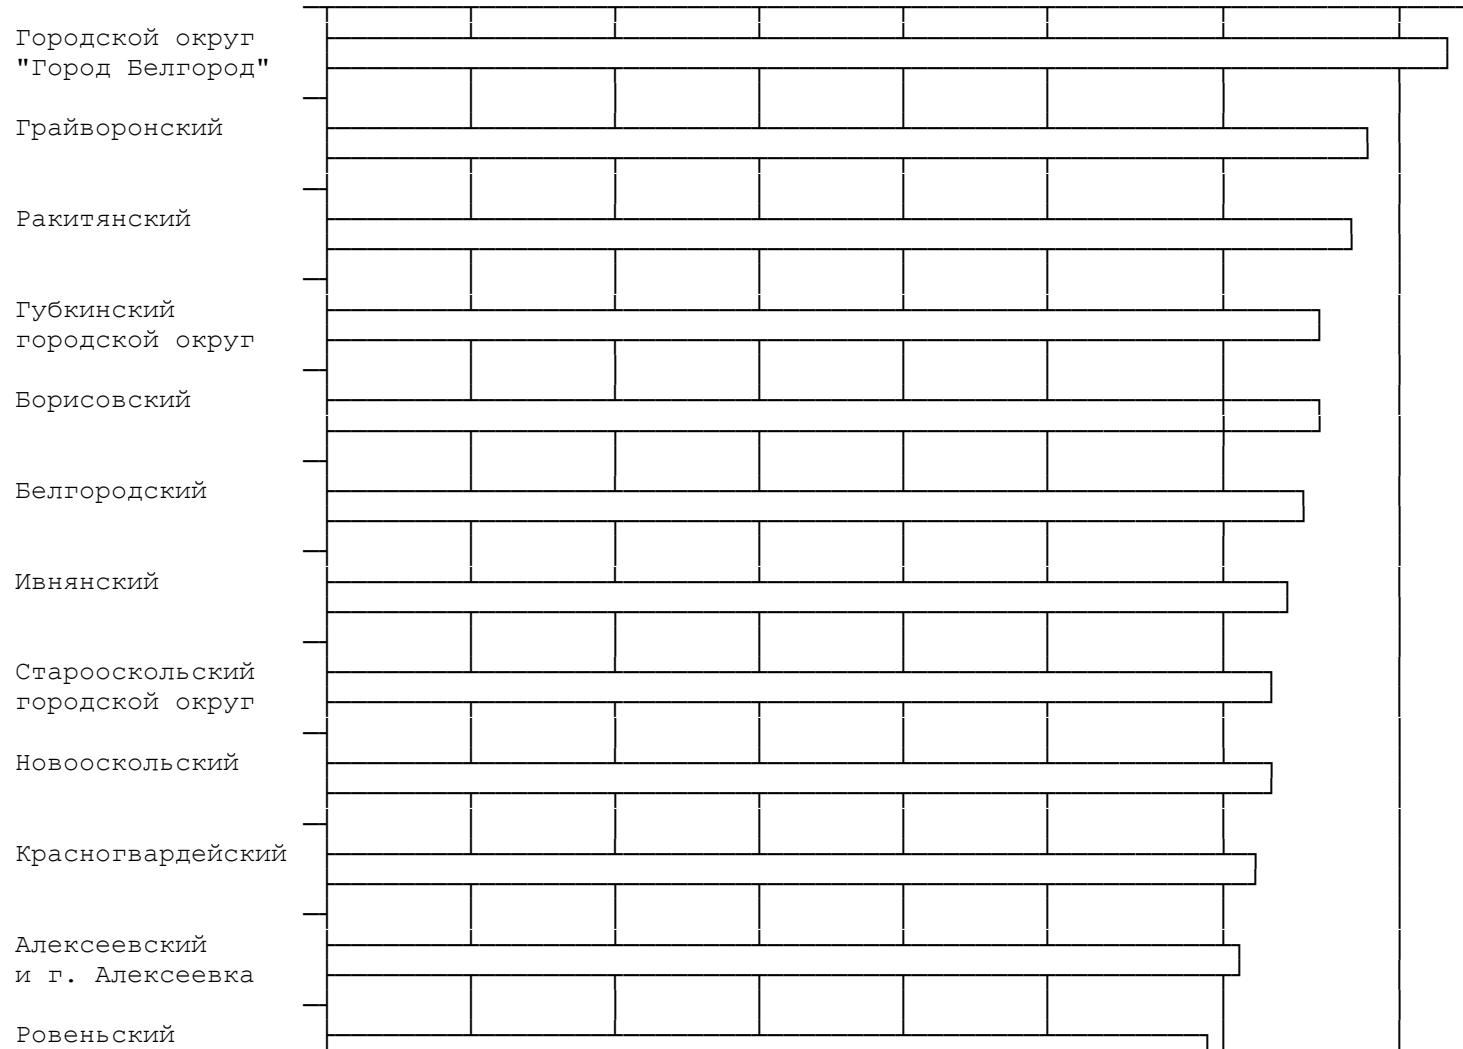 Городской округ
"Город Белгород"
Грайворонский
Ракитянский
Губкинский
городской округ
Борисовский
Белгородский
Ивнянский
Старооскольский
городской округ
Новооскольский
Красногвардейский
Алексеевский
и г. Алексеевка
Ровеньский